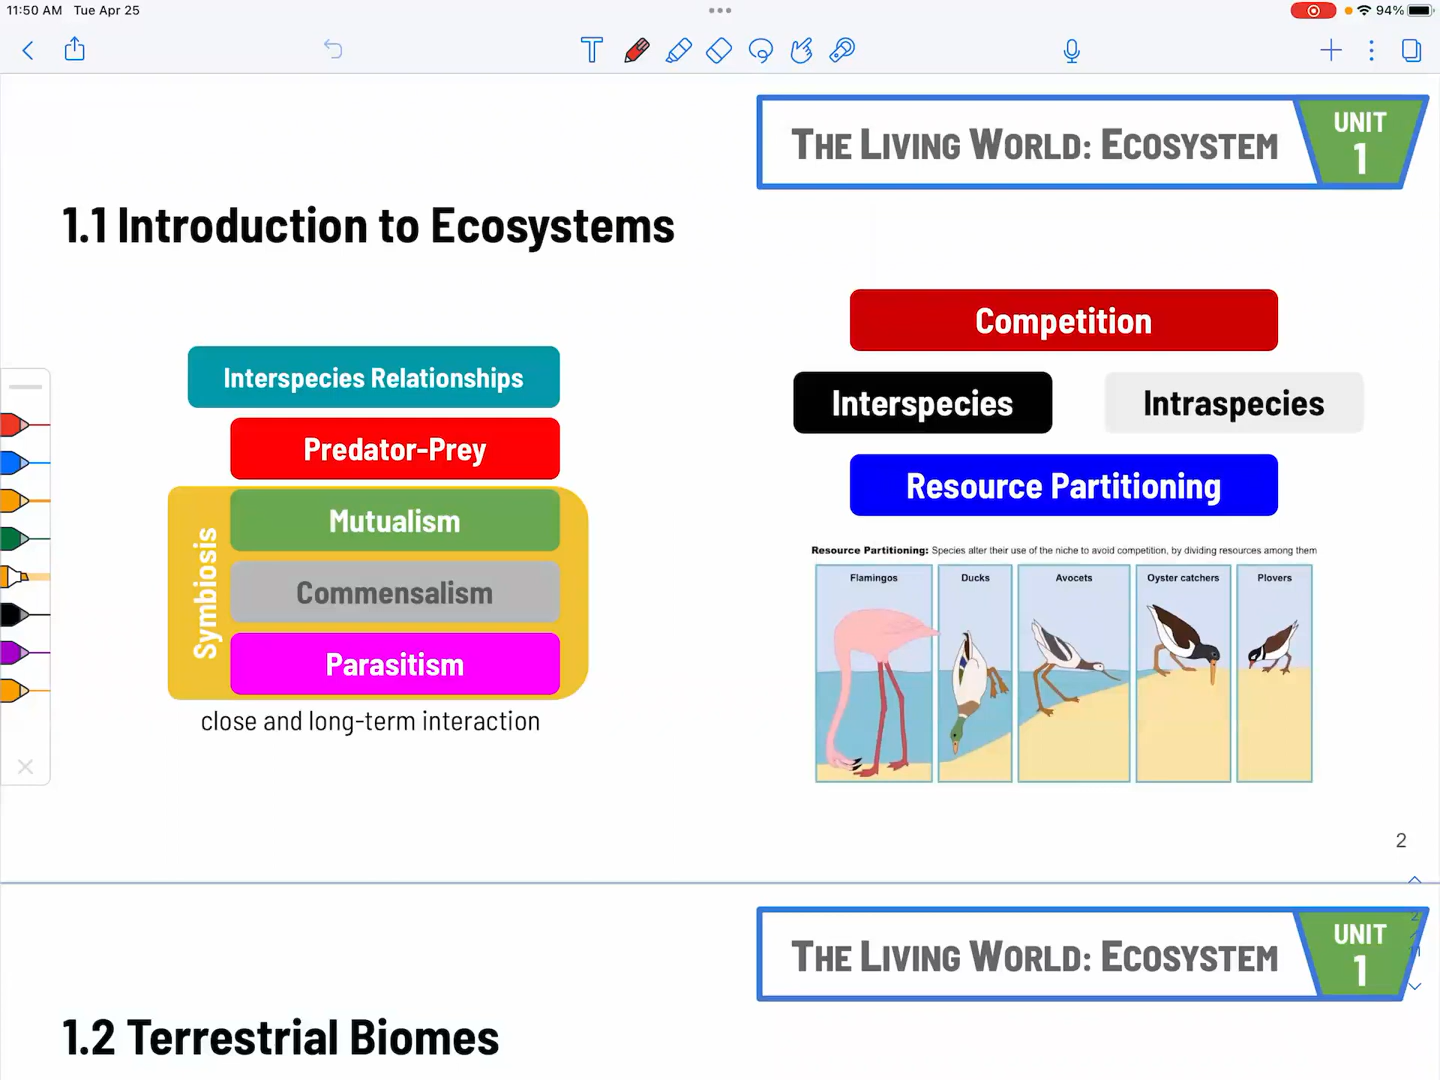 11:50 AM Tue Apr 25
94%
THE LIVING WORLD: ECOSYSTEM
UNIT
1
1.1 Introduction to Ecosystems
Interspecies Relationships
Predator-Prey
Symbiosis
Mutualism
Commensalism
Parasitism
close and long-term interaction
Competition
Interspecies
Intraspecies
Resource Partitioning
Resource Partitioning: Species alter their use of the niche to avoid competition, by dividing resources among them
Flamingos
Ducks
Avocets
Oyster catchers
Plovers
2
THE LIVING WORLD: ECOSYSTEM
UNIT
1
1.2 Terrestrial Biomes